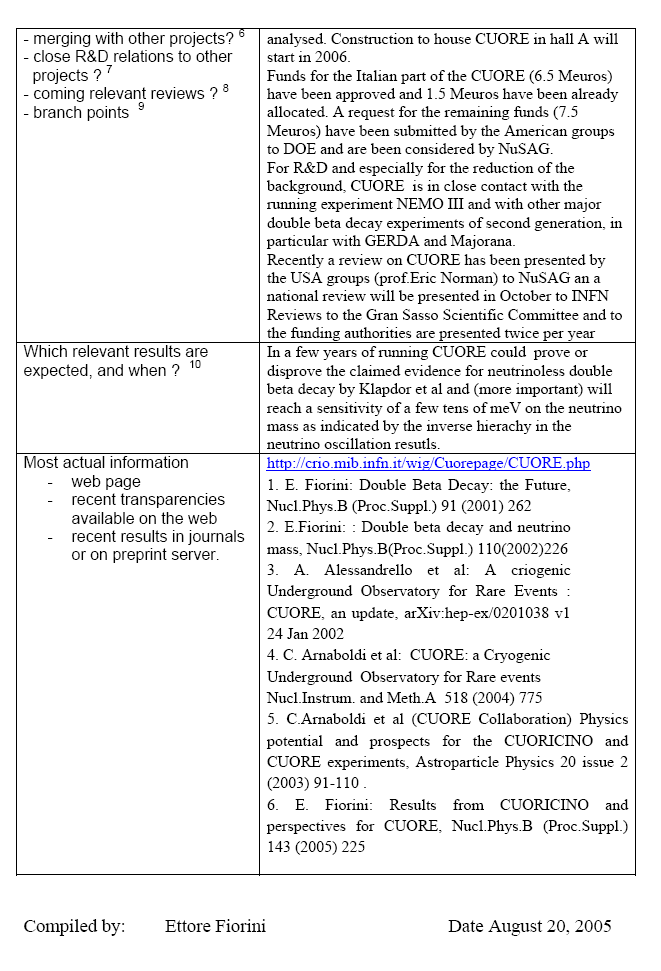 - merging with other projects? 6
- close R&D relations to other
projects ? 7
- coming relevant reviews ? 8
- branch points 9
analysed. Construction to house CUORE in hall A will
start in 2006.
Funds for the Italian part of the CUORE (6.5 Meuros)
have been approved and 1.5 Meuros have been already
allocated. A request for the remaining funds (7.5
Meuros) have been submitted by the American groups
to DOE and are been considered by NuSAG.
For R&D and especially for the reduction of the
background, CUORE is in close contact with the
running experiment NEMO III and with other major
double beta decay experiments of second generation, in
particular with GERDA and Majorana.
Recently a review on CUORE has been presented by
the USA groups (prof.Eric Norman) to NuSAG an a
national review will be presented in October to INFN
Reviews to the Gran Sasso Scientific Committee and to
the funding authorities are presented twice per year
Which relevant results are
expected, and when ? 10
In a few years of running CUORE could prove or
disprove the claimed evidence for neutrinoless double
beta decay by Klapdor et al and (more important) will
reach a sensitivity of a few tens of meV on the neutrino
mass as indicated by the inverse hierachy in the
neutrino oscillation resutls.
Most actual information
- web page
- recent transparencies
available on the web
- recent results in journals
or on preprint server.
http://crio.mib.infn.it/wig/Cuorepage/CUORE.php
1. E. Fiorini: Double Beta Decay: the Future,
Nucl.Phys.B (Proc.Suppl.) 91 (2001) 262
2. E.Fiorini: : Double beta decay and neutrino
mass, Nucl.Phys.B(Proc.Suppl.) 110(2002)226
3. A. Alessandrello et al: A criogenic
Underground Observatory for Rare Events :
CUORE, an update, arXiv:hep-ex/0201038 v1
24 Jan 2002
4. C. Arnaboldi et al: CUORE: a Cryogenic
Underground Observatory for Rare events
Nucl.Instrum. and Meth.A 518 (2004) 775
5. C.Arnaboldi et al (CUORE Collaboration) Physics
potential and prospects for the CUORICINO and
CUORE experiments, Astroparticle Physics 20 issue 2
(2003) 91-110 .
6. E. Fiorini: Results from CUORICINO and
perspectives for CUORE, Nucl.Phys.B (Proc.Suppl.)
143 (2005) 225
Compiled by: Ettore Fiorini Date August 20, 2005